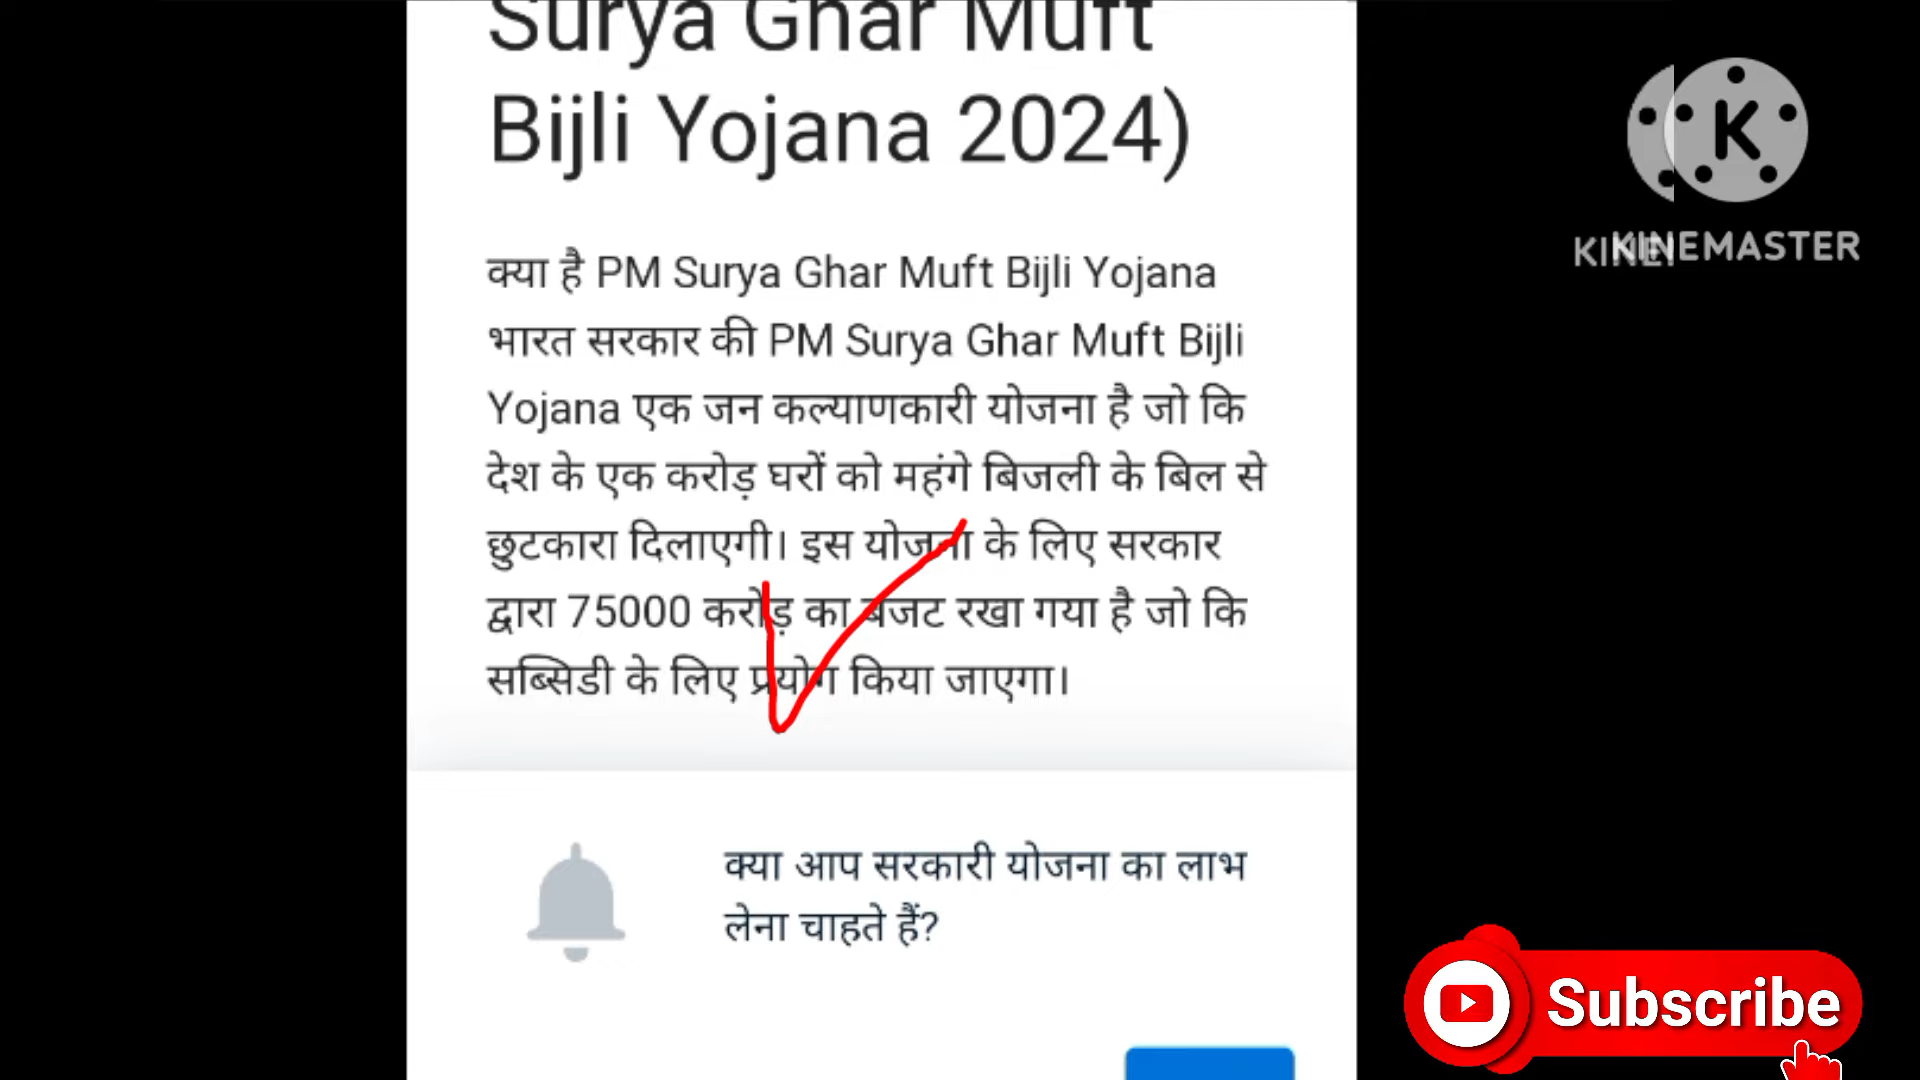 Surya Ghar Muft
Bijli Yojana 2024)
क्या है PM Surya Ghar Muft Bijli Yojana
भारत सरकार की PM Surya Ghar Muft Bijli
Yojana एक जन कल्याणकारी योजना है जो कि
देश के एक करोड़ घरों को महंगे बिजली के बिल से
छुटकारा दिलाएगी। इस योजना के लिए सरकार
द्वारा 75000 करोड़ का बजट रखा गया है जो कि
सब्सिडी के लिए प्रयोग किया जाएगा।
क्या आप सरकारी योजना का लाभ
लेना चाहते हैं?
K
KINEMASTER
Subscribe